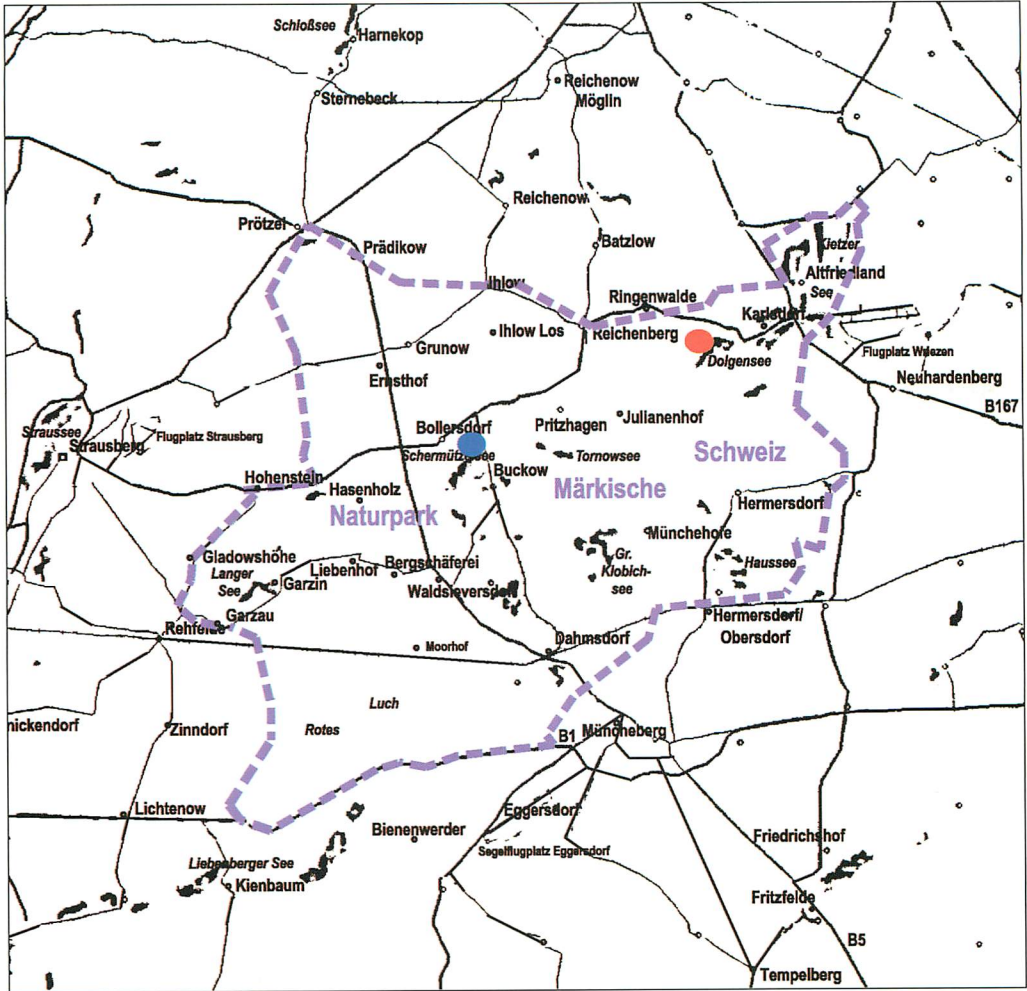 Schloßsee
Harnekop
Reichenow
Möglin
Sternebeck
Reichenow
Prötzel
Prädikow
Batzlow
Kietzer
Altfriedland
See
Ihlow
Ringenwalde
Karlsdorf
Ihlow Los
Reichenberg
Dolgensee
Flugplatz Wriezen
Grunow
Ernsthof
Neuhardenberg
B167
Straussee
Strausberg
Flugplatz Strausberg
Bollersdorf
Pritzhagen
Julianenhof
Schermützelsee
Tornowsee
Schweiz
Buckow
Hohenstein
Hasenholz
Märkische
Hermersdorf
Naturpark
Münchehofe
Gladowshöhe
Langer
See
Garzin
Liebenhof
Bergschäferei
Gr.
Klobich-
see
Haussee
Waldsieversdorf
Garzau
Rehfelde
Hermersdorf/
Obersdorf
Moorhof
Dahmsdorf
Luch
nickendorf
Zinndorf
Rotes
B1
Müncheberg
Lichtenow
Eggersdorf
Bienenwerder
Friedrichshof
Segelflugplatz Eggersdorf
Liebenberger See
Kienbaum
Fritzfelde
B5
Tempelberg